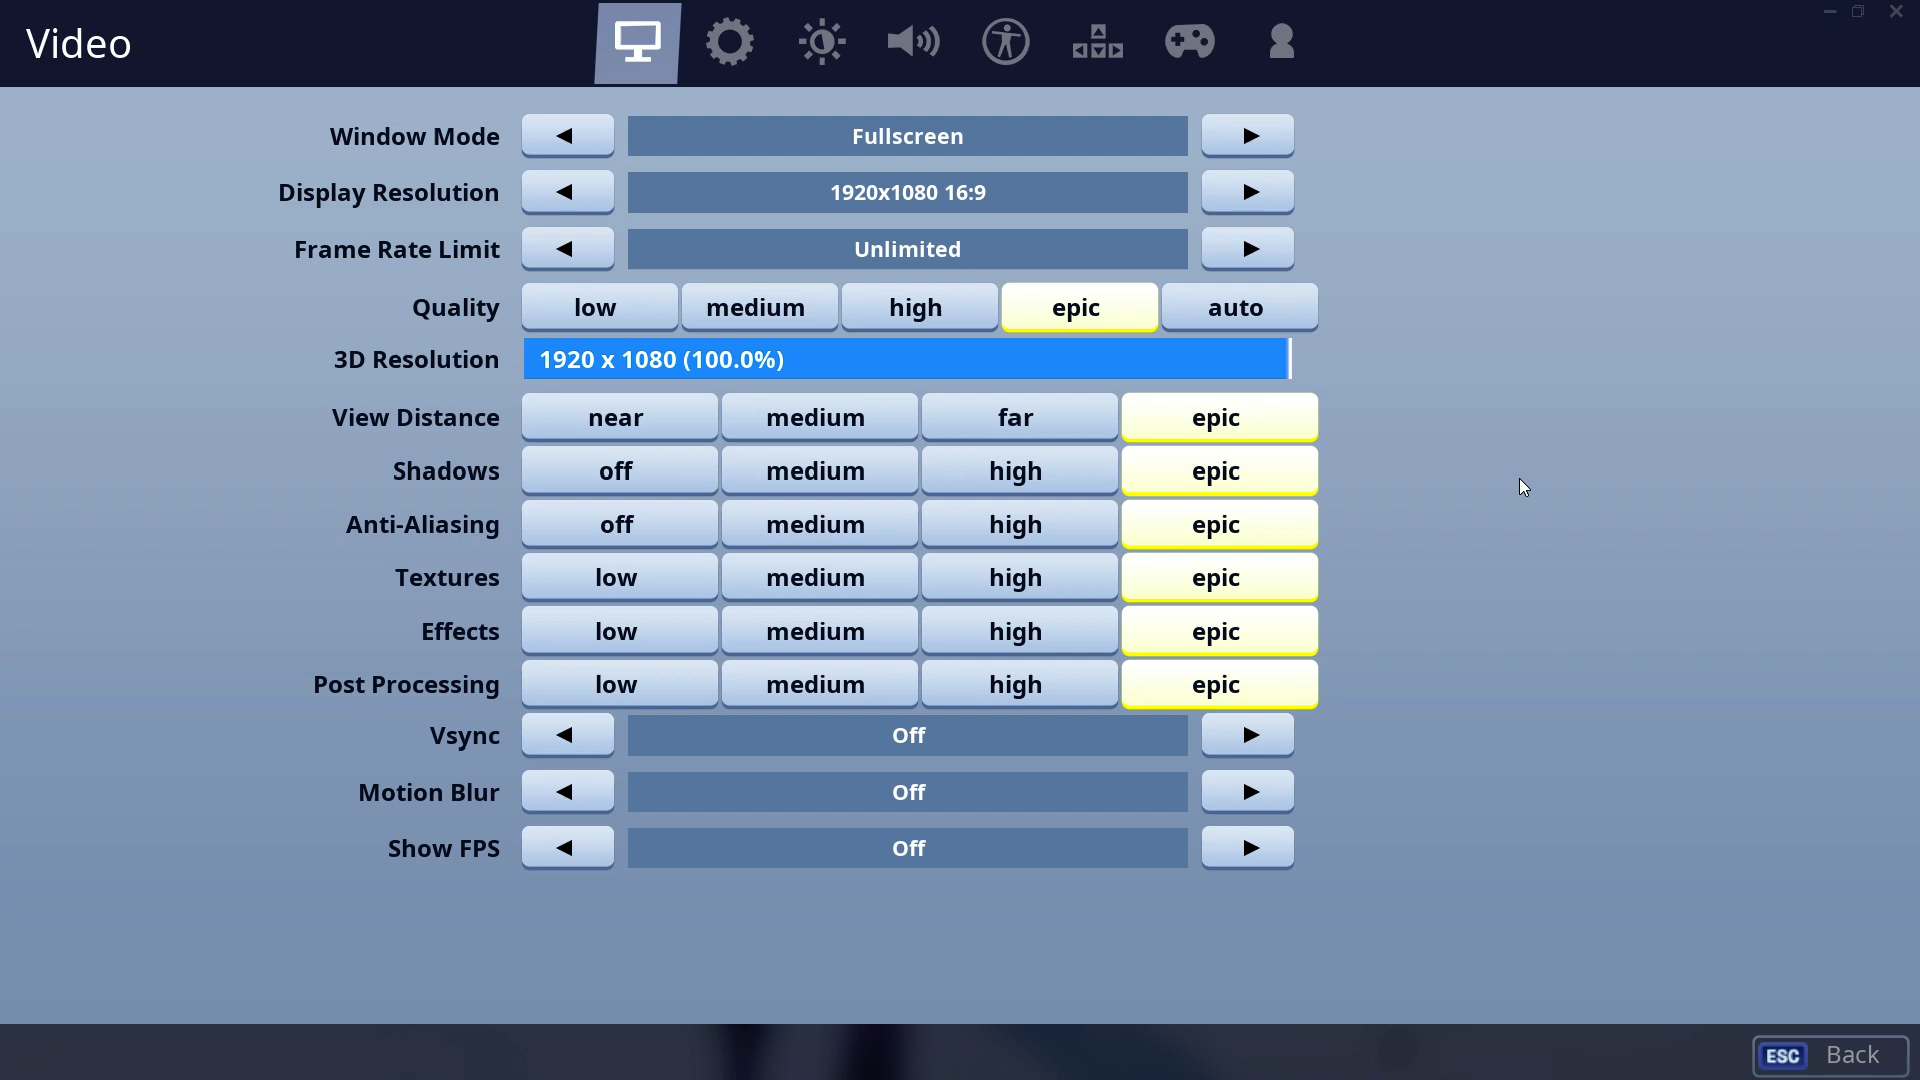 Video
Window Mode Fullscreen
Display Resolution 1920x1080 16:9
Frame Rate Limit Unlimited
Quality low medium high epic auto
3D Resolution 1920 x 1080 (100.0%)
View Distance near medium far epic
Shadows off medium high epic
Anti-Aliasing off medium high epic
Textures low medium high epic
Effects low medium high epic
Post Processing low medium high epic
Vsync Off
Motion Blur Off
Show FPS Off
ESC Back